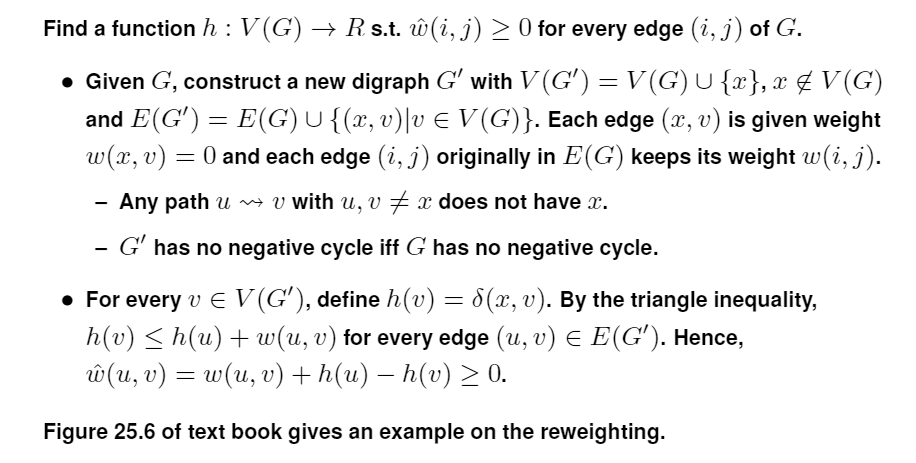 Find a function h : V(G) → R s.t. ŵ(i, j) ≥ 0 for every edge (i, j) of G.
• Given G, construct a new digraph G′ with V(G′) = V(G) ∪ {x}, x ∉ V(G)
and E(G′) = E(G) ∪ {(x, v)|v ∈ V(G)}. Each edge (x, v) is given weight
w(x, v) = 0 and each edge (i, j) originally in E(G) keeps its weight w(i, j).
– Any path u ⇝ v with u, v ≠ x does not have x.
– G′ has no negative cycle iff G has no negative cycle.
• For every v ∈ V(G′), define h(v) = δ(x, v). By the triangle inequality,
h(v) ≤ h(u) + w(u, v) for every edge (u, v) ∈ E(G′). Hence,
ŵ(u, v) = w(u, v) + h(u) − h(v) ≥ 0.
Figure 25.6 of text book gives an example on the reweighting.